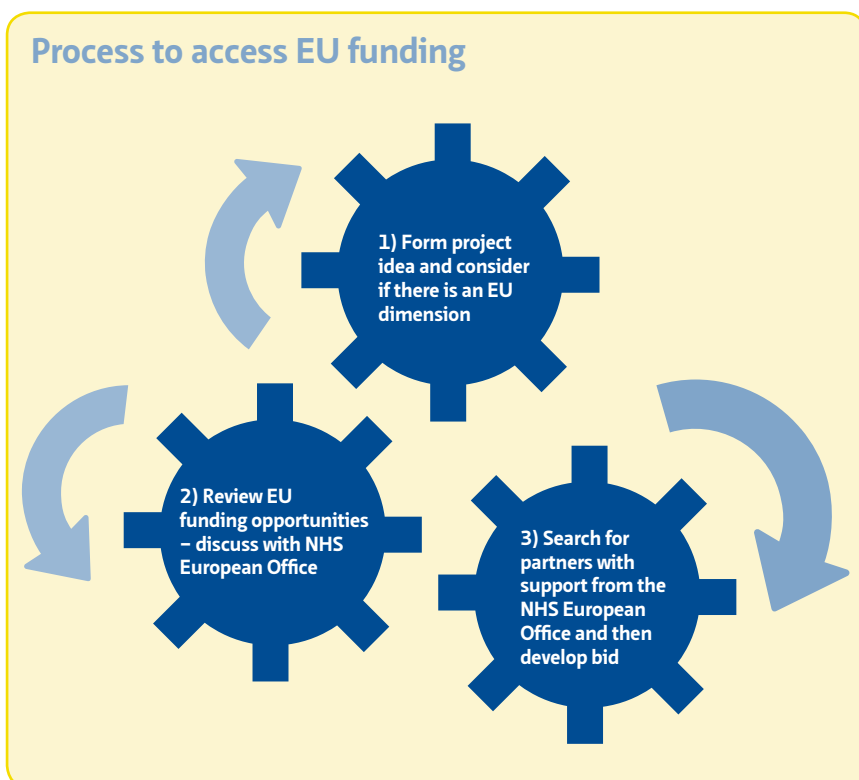 Process to access EU funding
1) Form project
idea and consider
if there is an EU
dimension
2) Review EU
funding opportunities
– discuss with NHS
European Office
3) Search for
partners with
support from the
NHS European
Office and then
develop bid